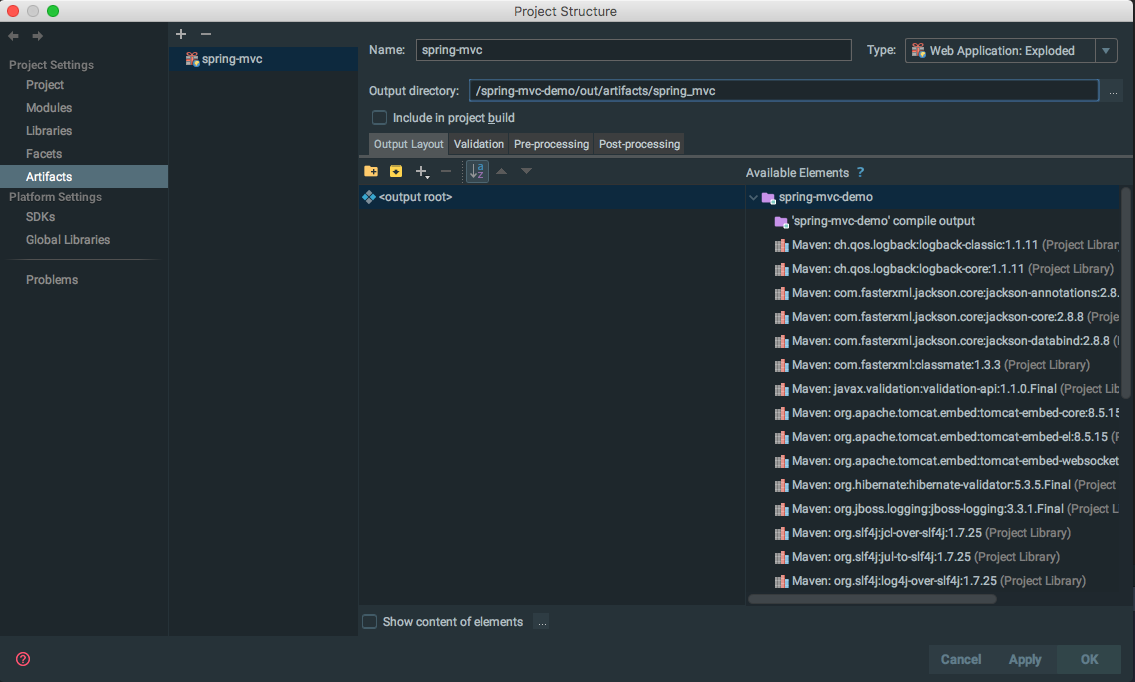 Project Structure
Project Settings
Project
Modules
Libraries
Facets
Artifacts
Platform Settings
SDKs
Global Libraries
Problems
spring-mvc
Name: spring-mvc
Type: Web Application: Exploded
Output directory: /spring-mvc-demo/out/artifacts/spring_mvc ...
Include in project build
Output Layout Validation Pre-processing Post-processing
Available Elements ?
<output root>
spring-mvc-demo
'spring-mvc-demo' compile output
Maven: ch.qos.logback:logback-classic:1.1.11 (Project Librar
Maven: ch.qos.logback:logback-core:1.1.11 (Project Library)
Maven: com.fasterxml.jackson.core:jackson-annotations:2.8.
Maven: com.fasterxml.jackson.core:jackson-core:2.8.8 (Proje
Maven: com.fasterxml.jackson.core:jackson-databind:2.8.8 (
Maven: com.fasterxml:classmate:1.3.3 (Project Library)
Maven: javax.validation:validation-api:1.1.0.Final (Project Lib
Maven: org.apache.tomcat.embed:tomcat-embed-core:8.5.15
Maven: org.apache.tomcat.embed:tomcat-embed-el:8.5.15 (F
Maven: org.apache.tomcat.embed:tomcat-embed-websocket
Maven: org.hibernate:hibernate-validator:5.3.5.Final (Project
Maven: org.jboss.logging:jboss-logging:3.3.1.Final (Project L
Maven: org.slf4j:jcl-over-slf4j:1.7.25 (Project Library)
Maven: org.slf4j:jul-to-slf4j:1.7.25 (Project Library)
Maven: org.slf4j:log4j-over-slf4j:1.7.25 (Project Library)
Show content of elements ...
? Cancel Apply OK